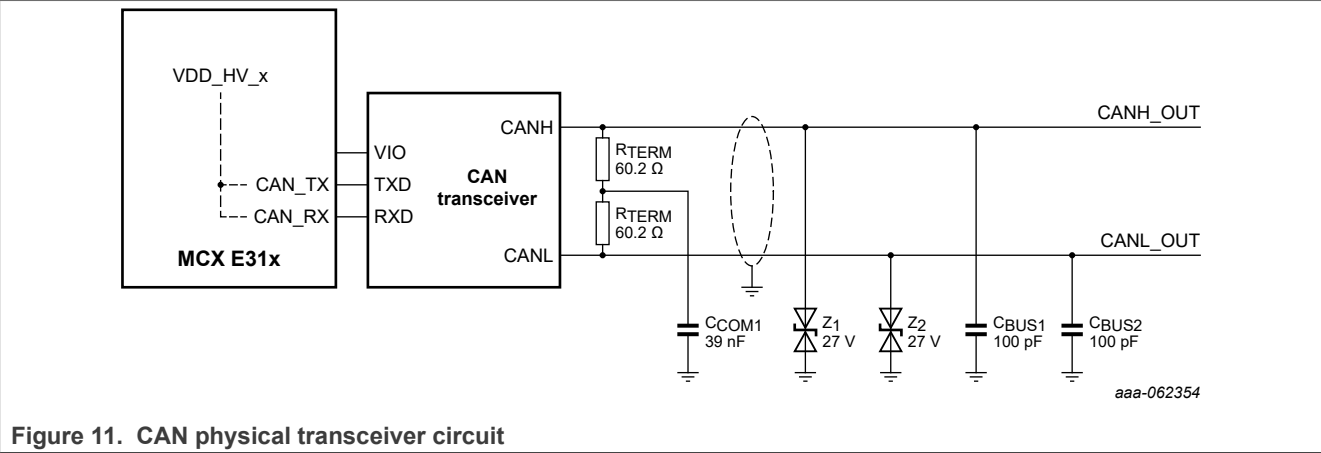 VDD_HV_x
CAN_TX
CAN_RX
MCX E31x
VIO
TXD
RXD
CAN
transceiver
CANH
CANL
RTERM
60.2 Ω
RTERM
60.2 Ω
CCOM1
39 nF
Z1
27 V
Z2
27 V
CBUS1
100 pF
CBUS2
100 pF
CANH_OUT
CANL_OUT
aaa-062354
Figure 11. CAN physical transceiver circuit